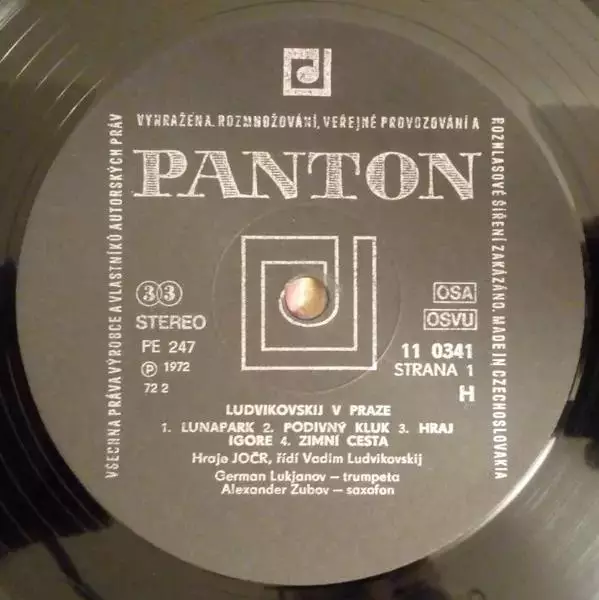 VŠECHNA PRÁVA VÝROBCE A VLASTNÍKŮ AUTORSKÝCH PRÁV
VYHRAŽENA. ROZMNOŽOVÁNÍ, VEŘEJNÉ PROVOZOVÁNÍ A
ROZHLASOVÉ ŠÍŘENÍ ZAKÁZÁNO. MADE IN CZECHOSLOVAKIA
PANTON
33
STEREO
PE 247
Ⓟ 1972
72 2
OSA
OSVU
11 0341
STRANA 1
H
LUDVIKOVSKIJ V PRAZE
1. LUNAPARK 2. PODIVNÝ KLUK 3. HRAJ
IGORE 4. ZIMNÍ CESTA
Hraje JOČR, řídí Vadim Ludvikovskij
German Lukjanov – trumpeta
Alexander Zubov – saxofon